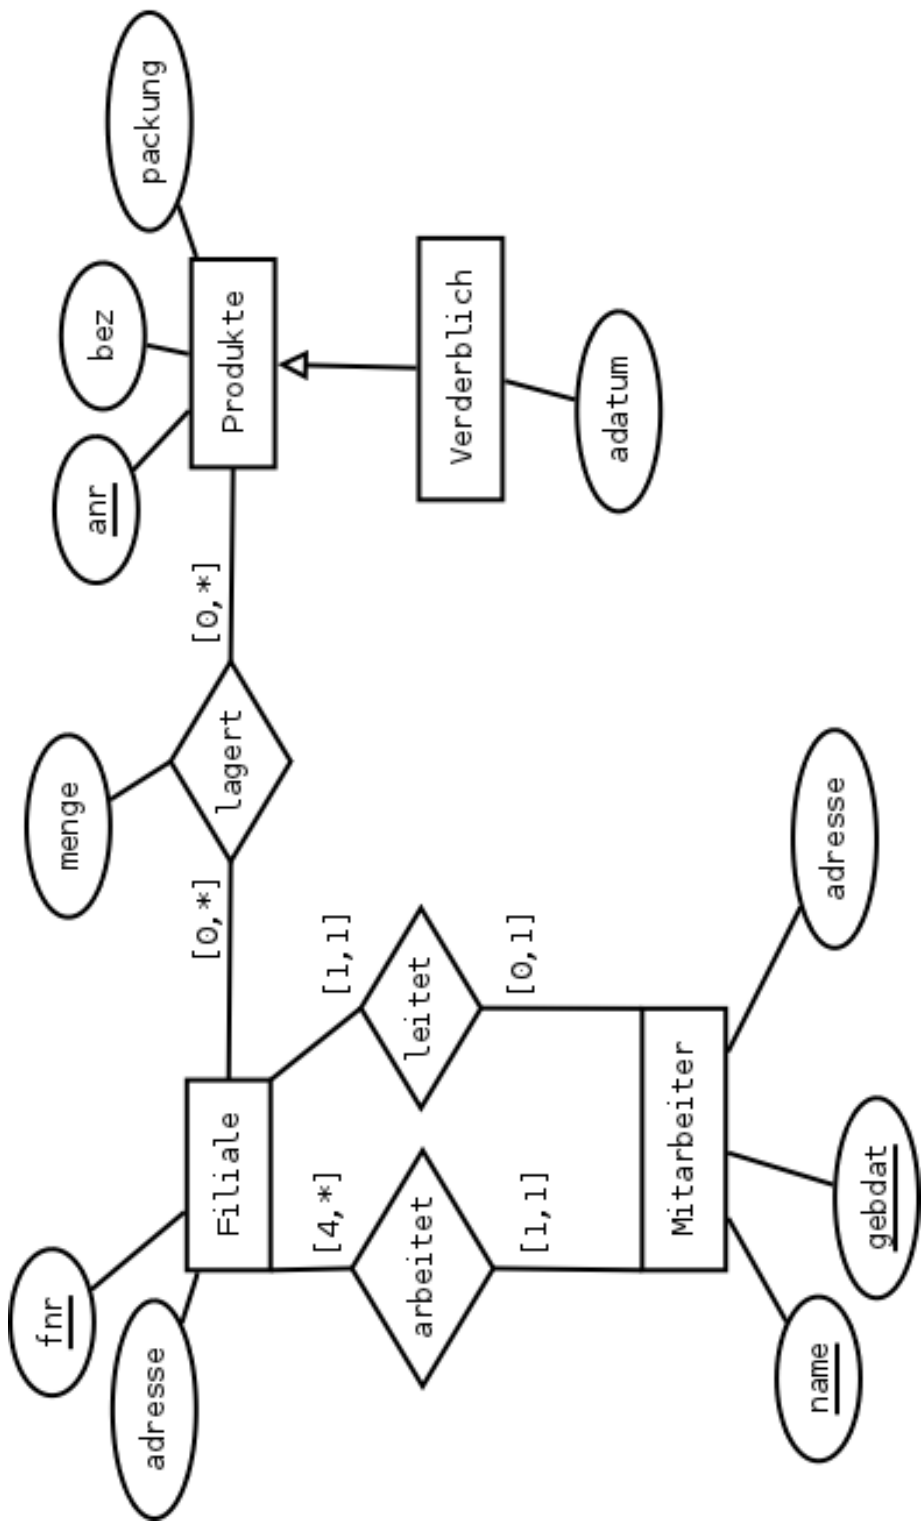 fnr
adresse
Filiale
[0,*]
menge
lagert
[0,*]
anr
bez
packung
Produkte
[4,*]
[1,1]
arbeitet
leitet
[1,1]
[0,1]
Verderblich
adatum
Mitarbeiter
name
gebdat
adresse